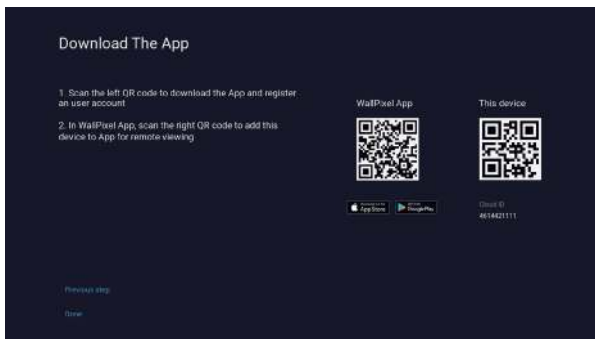 Download The App
1. Scan the left QR code to download the App and register
an user account
2. In WallPixel App, scan the right QR code to add this
device to App for remote viewing
WallPixel App
This device
App Store
Google Play
Cloud ID
4614421111
Previous step
Done